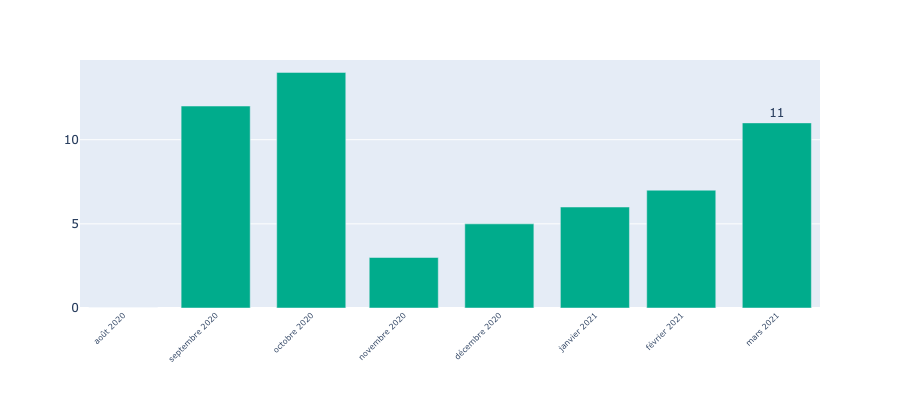 11
10
5
0
août 2020
septembre 2020
octobre 2020
novembre 2020
décembre 2020
janvier 2021
février 2021
mars 2021